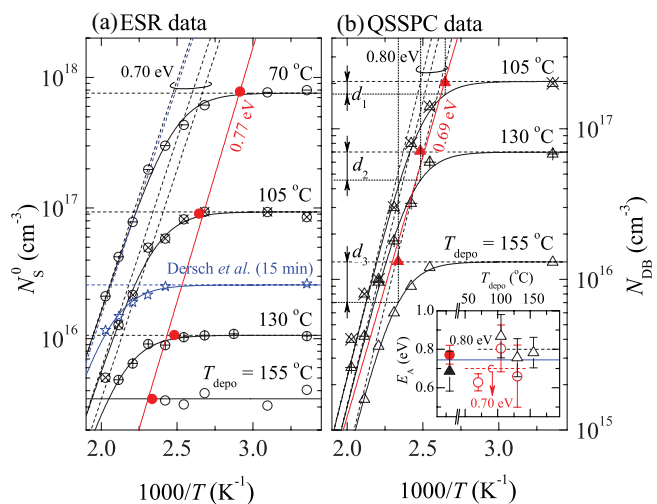 (a) ESR data
(b) QSSPC data
0.70 eV
70 °C
0.77 eV
105 °C
Dersch et al. (15 min)
130 °C
T_depo = 155 °C
10^18
10^17
10^16
N_S^0 (cm^-3)
2.0 2.5 3.0
1000/T (K^-1)
0.80 eV
105 °C
d_1
0.69 eV
130 °C
d_2
d_3
T_depo = 155 °C
10^17
10^16
10^15
N_DB (cm^-3)
T_depo (°C)
50 100 150
0.80 eV
0.8
0.6
E_A (eV)
0.70 eV
2.0 2.5 3.0
1000/T (K^-1)